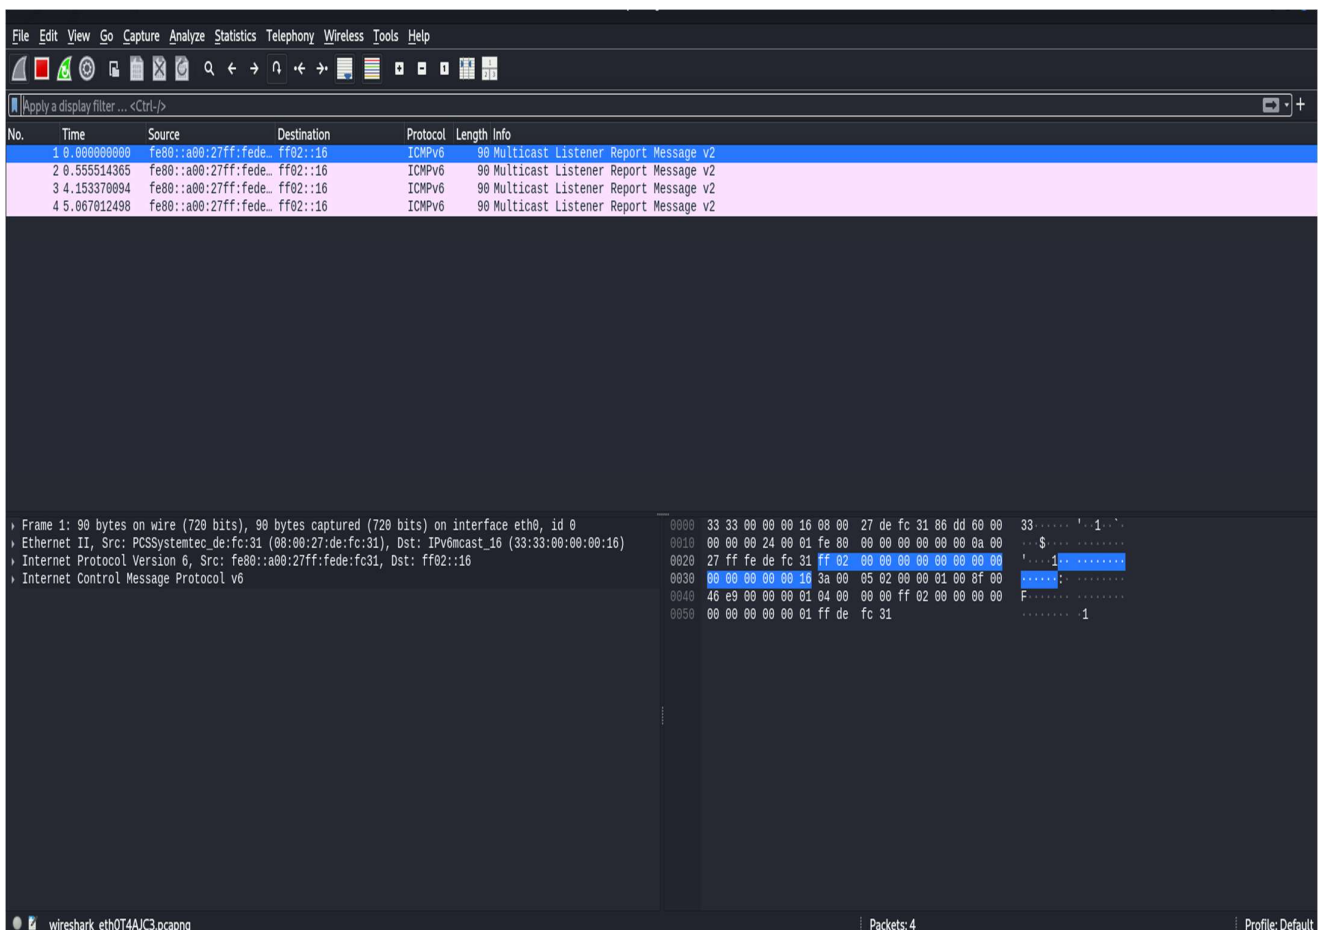 File Edit View Go Capture Analyze Statistics Telephony Wireless Tools Help
Apply a display filter ... <Ctrl-/>
No. Time Source Destination Protocol Length Info
1 0.000000000 fe80::a00:27ff:fede… ff02::16 ICMPv6 90 Multicast Listener Report Message v2
2 0.555514365 fe80::a00:27ff:fede… ff02::16 ICMPv6 90 Multicast Listener Report Message v2
3 4.153370094 fe80::a00:27ff:fede… ff02::16 ICMPv6 90 Multicast Listener Report Message v2
4 5.067012498 fe80::a00:27ff:fede… ff02::16 ICMPv6 90 Multicast Listener Report Message v2
Frame 1: 90 bytes on wire (720 bits), 90 bytes captured (720 bits) on interface eth0, id 0
Ethernet II, Src: PCSSystemtec_de:fc:31 (08:00:27:de:fc:31), Dst: IPv6mcast_16 (33:33:00:00:00:16)
Internet Protocol Version 6, Src: fe80::a00:27ff:fede:fc31, Dst: ff02::16
Internet Control Message Protocol v6
0000 33 33 00 00 00 16 08 00 27 de fc 31 86 dd 60 00 33······ '··1··`·
0010 00 00 00 24 00 01 fe 80 00 00 00 00 00 00 0a 00 ···$···· ········
0020 27 ff fe de fc 31 ff 02 00 00 00 00 00 00 00 00 '····1·· ········
0030 00 00 00 00 00 16 3a 00 05 02 00 00 01 00 8f 00 ······:· ········
0040 46 e9 00 00 00 01 04 00 00 00 ff 02 00 00 00 00 F······· ········
0050 00 00 00 00 00 01 ff de fc 31 ········ ·1
wireshark_eth0T4AJC3.pcapng Packets: 4 Profile: Default